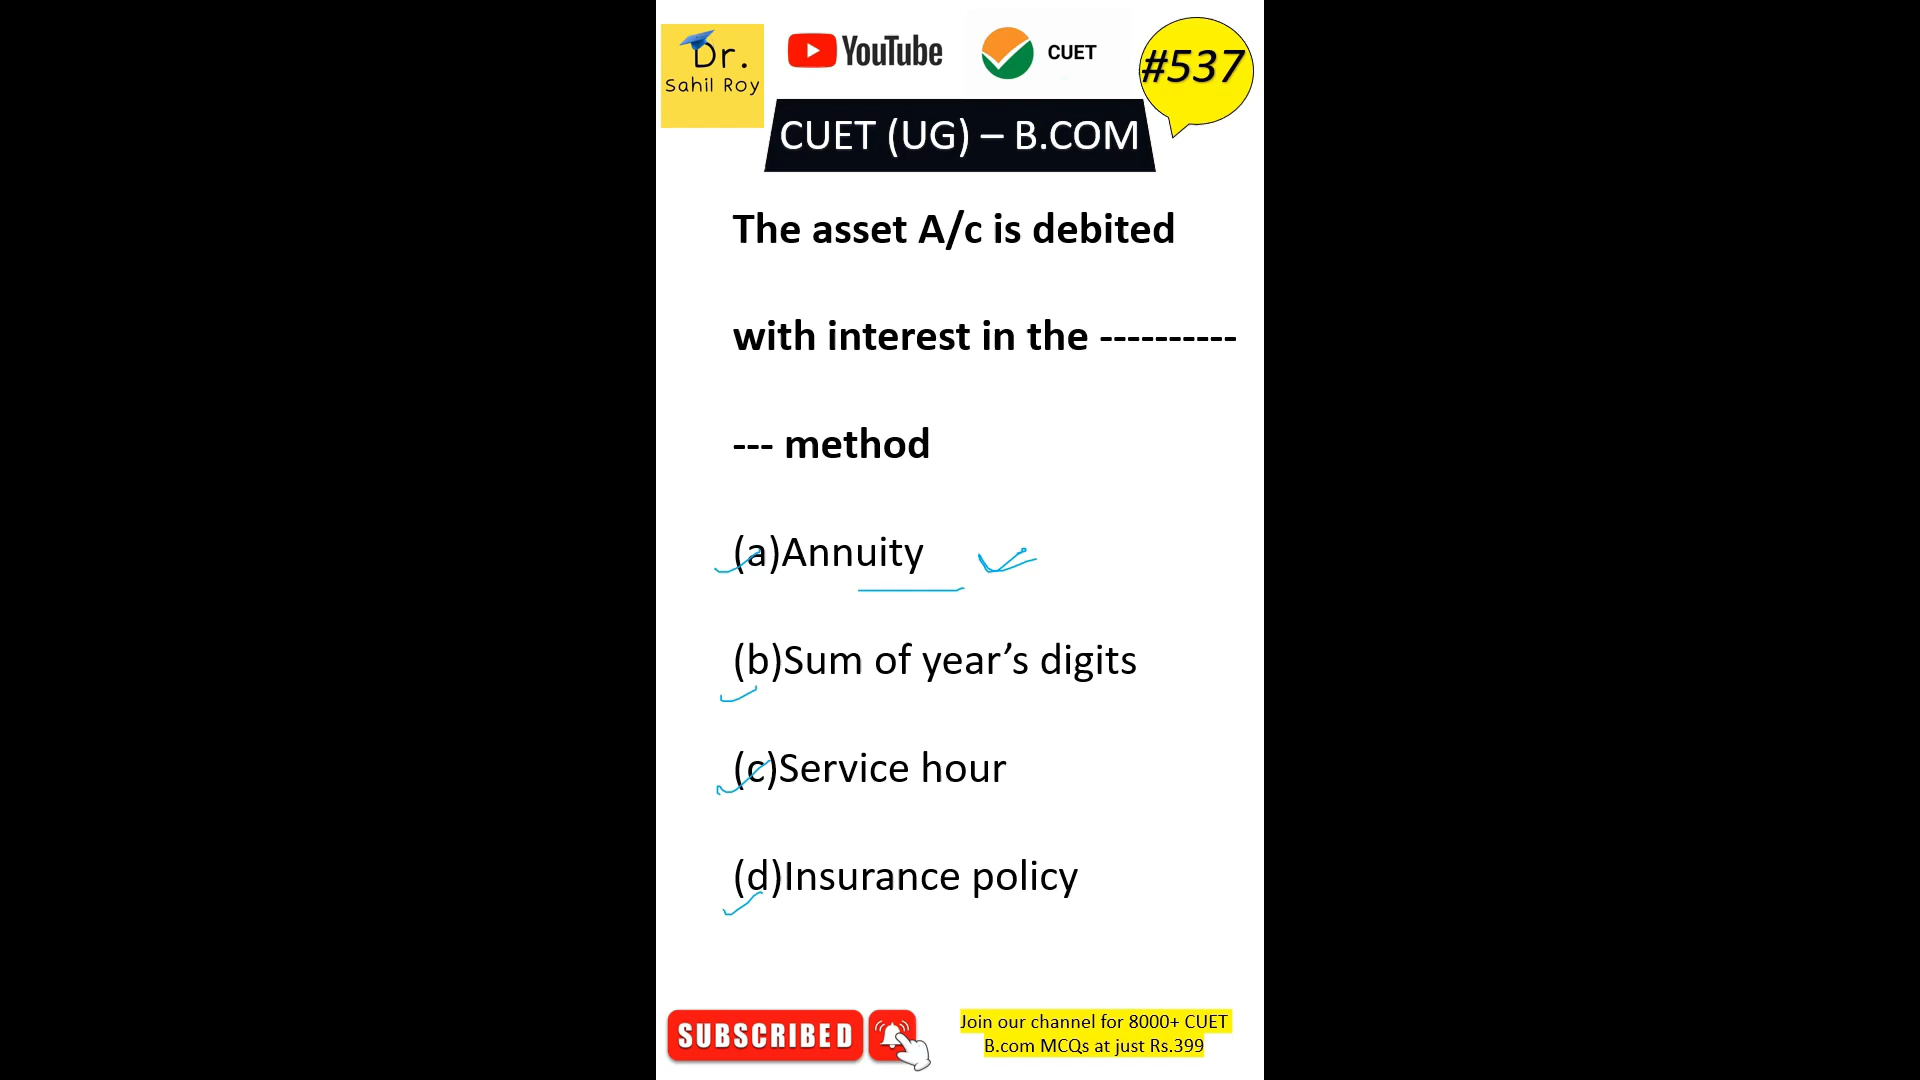 Dr.
Sahil Roy
YouTube
CUET
#537
CUET (UG) – B.COM
The asset A/c is debited
with interest in the ----------
--- method
(a)Annuity
(b)Sum of year’s digits
(c)Service hour
(d)Insurance policy
SUBSCRIBED
Join our channel for 8000+ CUET
B.com MCQs at just Rs.399